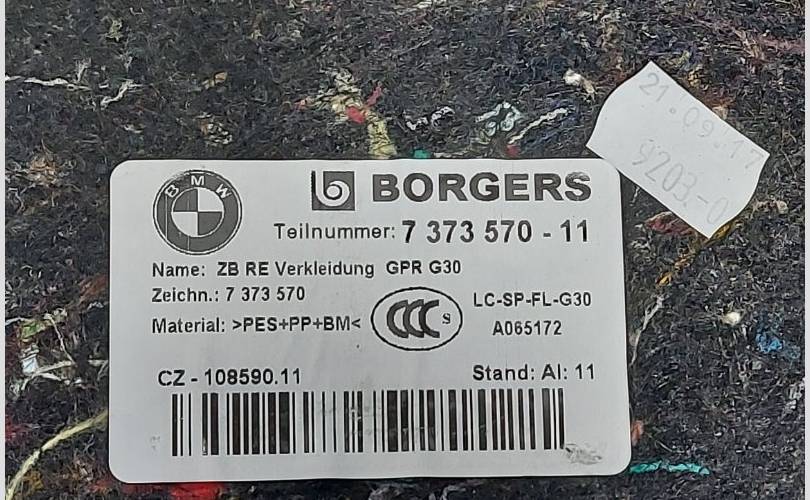 BMW
BORGERS
Teilnummer: 7 373 570 - 11
Name: ZB RE Verkleidung GPR G30
Zeichn.: 7 373 570
Material: >PES+PP+BM<
CCC S
LC-SP-FL-G30
A065172
CZ - 108590.11
Stand: AI: 11
21.09.17
9203-0